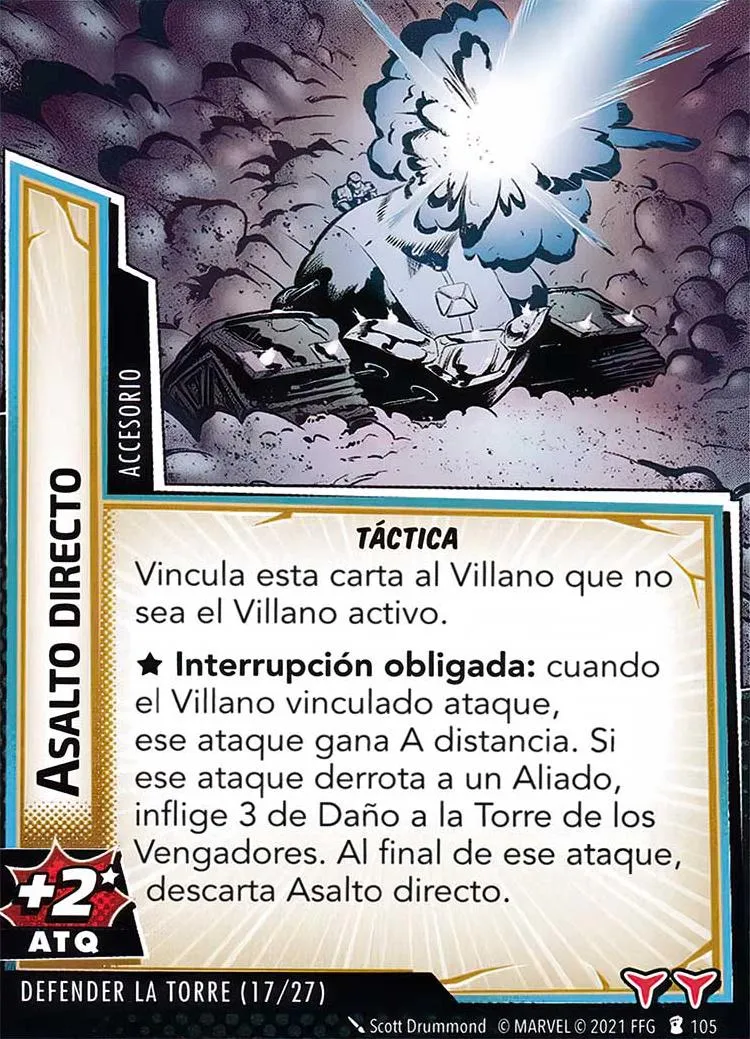 ACCESORIO
ASALTO DIRECTO
TÁCTICA
Vincula esta carta al Villano que no
sea el Villano activo.
★ Interrupción obligada: cuando
el Villano vinculado ataque,
ese ataque gana A distancia. Si
ese ataque derrota a un Aliado,
inflige 3 de Daño a la Torre de los
Vengadores. Al final de ese ataque,
descarta Asalto directo.
+2★
ATQ
DEFENDER LA TORRE (17/27)
Scott Drummond © MARVEL © 2021 FFG 105